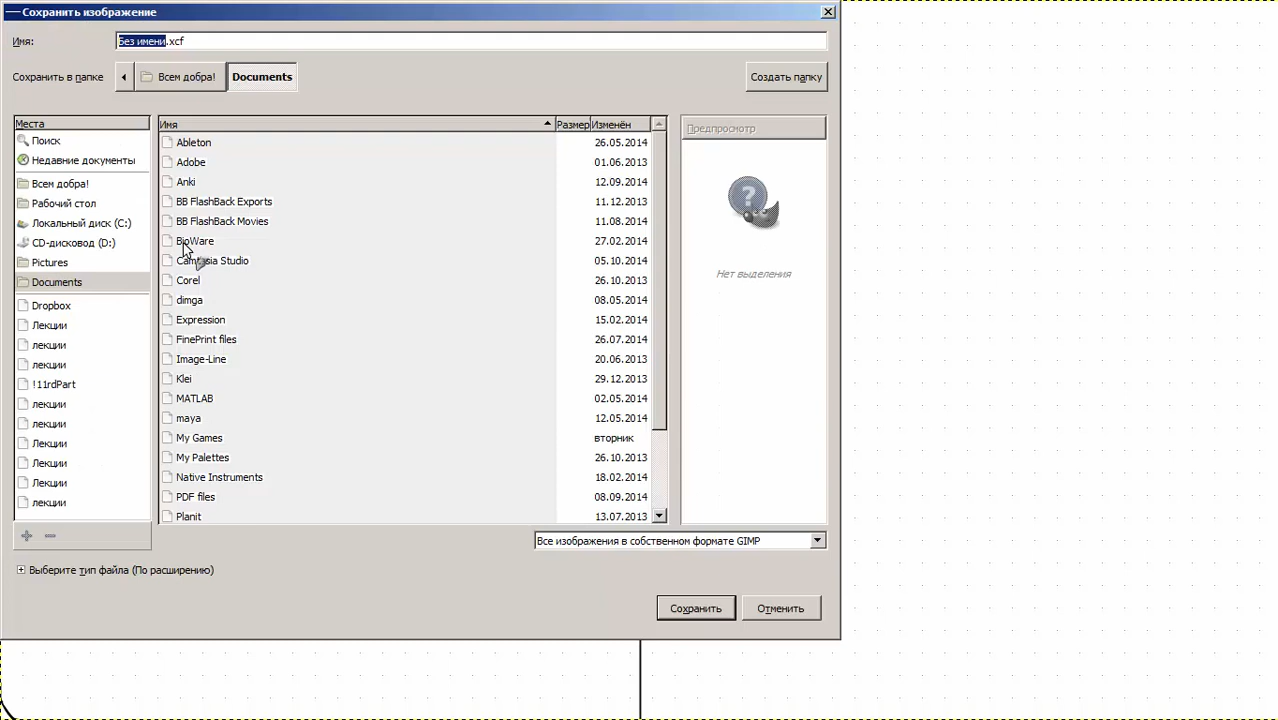 Сохранить изображение
Имя: Без имени.xcf
Сохранить в папке Всем добра! Documents Создать папку
Места
Поиск
Недавние документы
Всем добра!
Рабочий стол
Локальный диск (C:)
CD-дисковод (D:)
Pictures
Documents
Dropbox
Лекции
лекции
лекции
!11rdPart
лекции
лекции
Лекции
Лекции
Лекции
лекции
Имя Размер Изменён
Ableton 26.05.2014
Adobe 01.06.2013
Anki 12.09.2014
BB FlashBack Exports 11.12.2013
BB FlashBack Movies 11.08.2014
BioWare 27.02.2014
Camtasia Studio 05.10.2014
Corel 26.10.2013
dimga 08.05.2014
Expression 15.02.2014
FinePrint files 26.07.2014
Image-Line 20.06.2013
Klei 29.12.2013
MATLAB 02.05.2014
maya 12.05.2014
My Games вторник
My Palettes 26.10.2013
Native Instruments 18.02.2014
PDF files 08.09.2014
Planit 13.07.2013
Предпросмотр
Нет выделения
Все изображения в собственном формате GIMP
Выберите тип файла (По расширению)
Сохранить Отменить